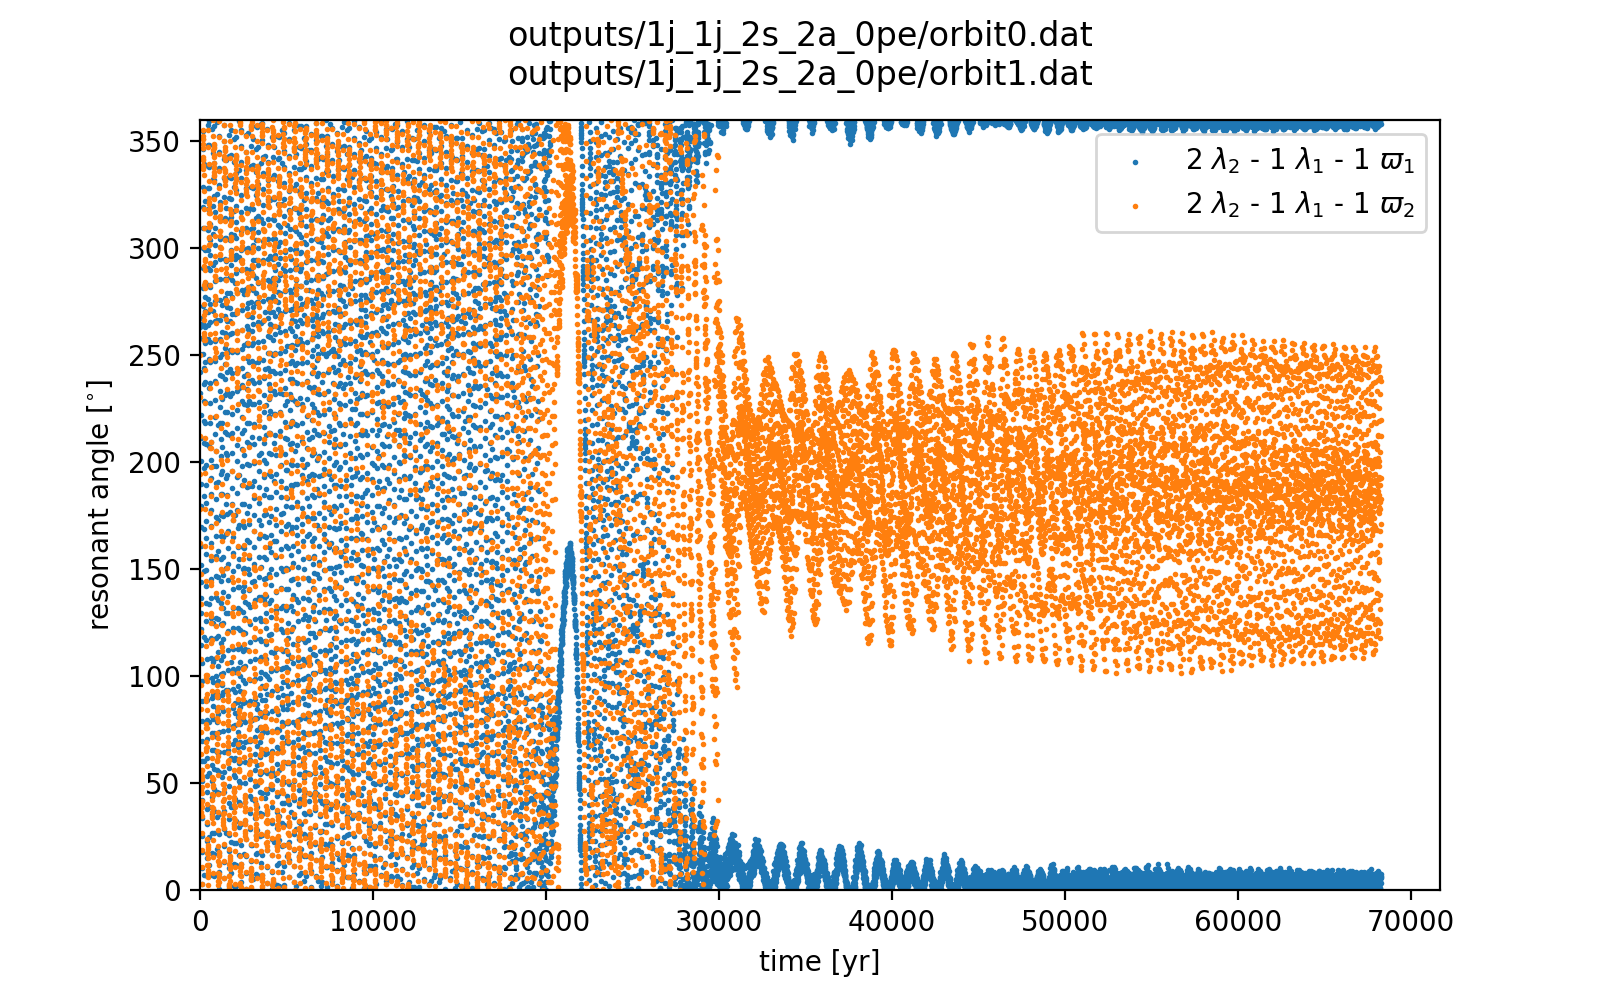 outputs/1j_1j_2s_2a_0pe/orbit0.dat
outputs/1j_1j_2s_2a_0pe/orbit1.dat
350
300
250
200
150
100
50
0
resonant angle [°]
2 λ₂ - 1 λ₁ - 1 ϖ₁
2 λ₂ - 1 λ₁ - 1 ϖ₂
0 10000 20000 30000 40000 50000 60000 70000
time [yr]